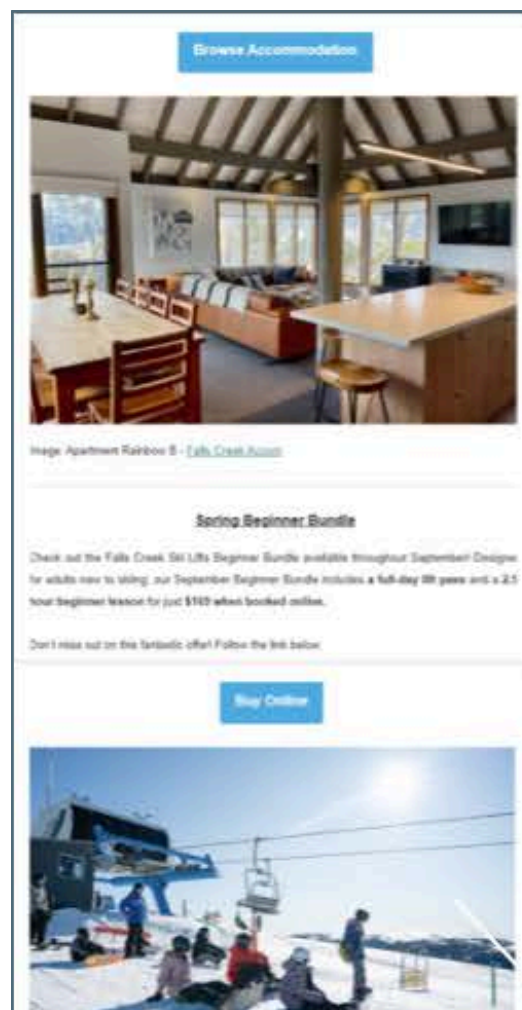 Browse Accommodation
Image: Apartment Rainbow B - Falls Creek Accom
Spring Beginner Bundle
Check out the Falls Creek Ski Lifts Beginner Bundle available throughout September! Designed
for adults new to skiing, our September Beginner Bundle includes a full-day lift pass and a 2.5
hour beginner lesson for just $169 when booked online.
Don't miss out on this fantastic offer! Follow the link below.
Buy Online